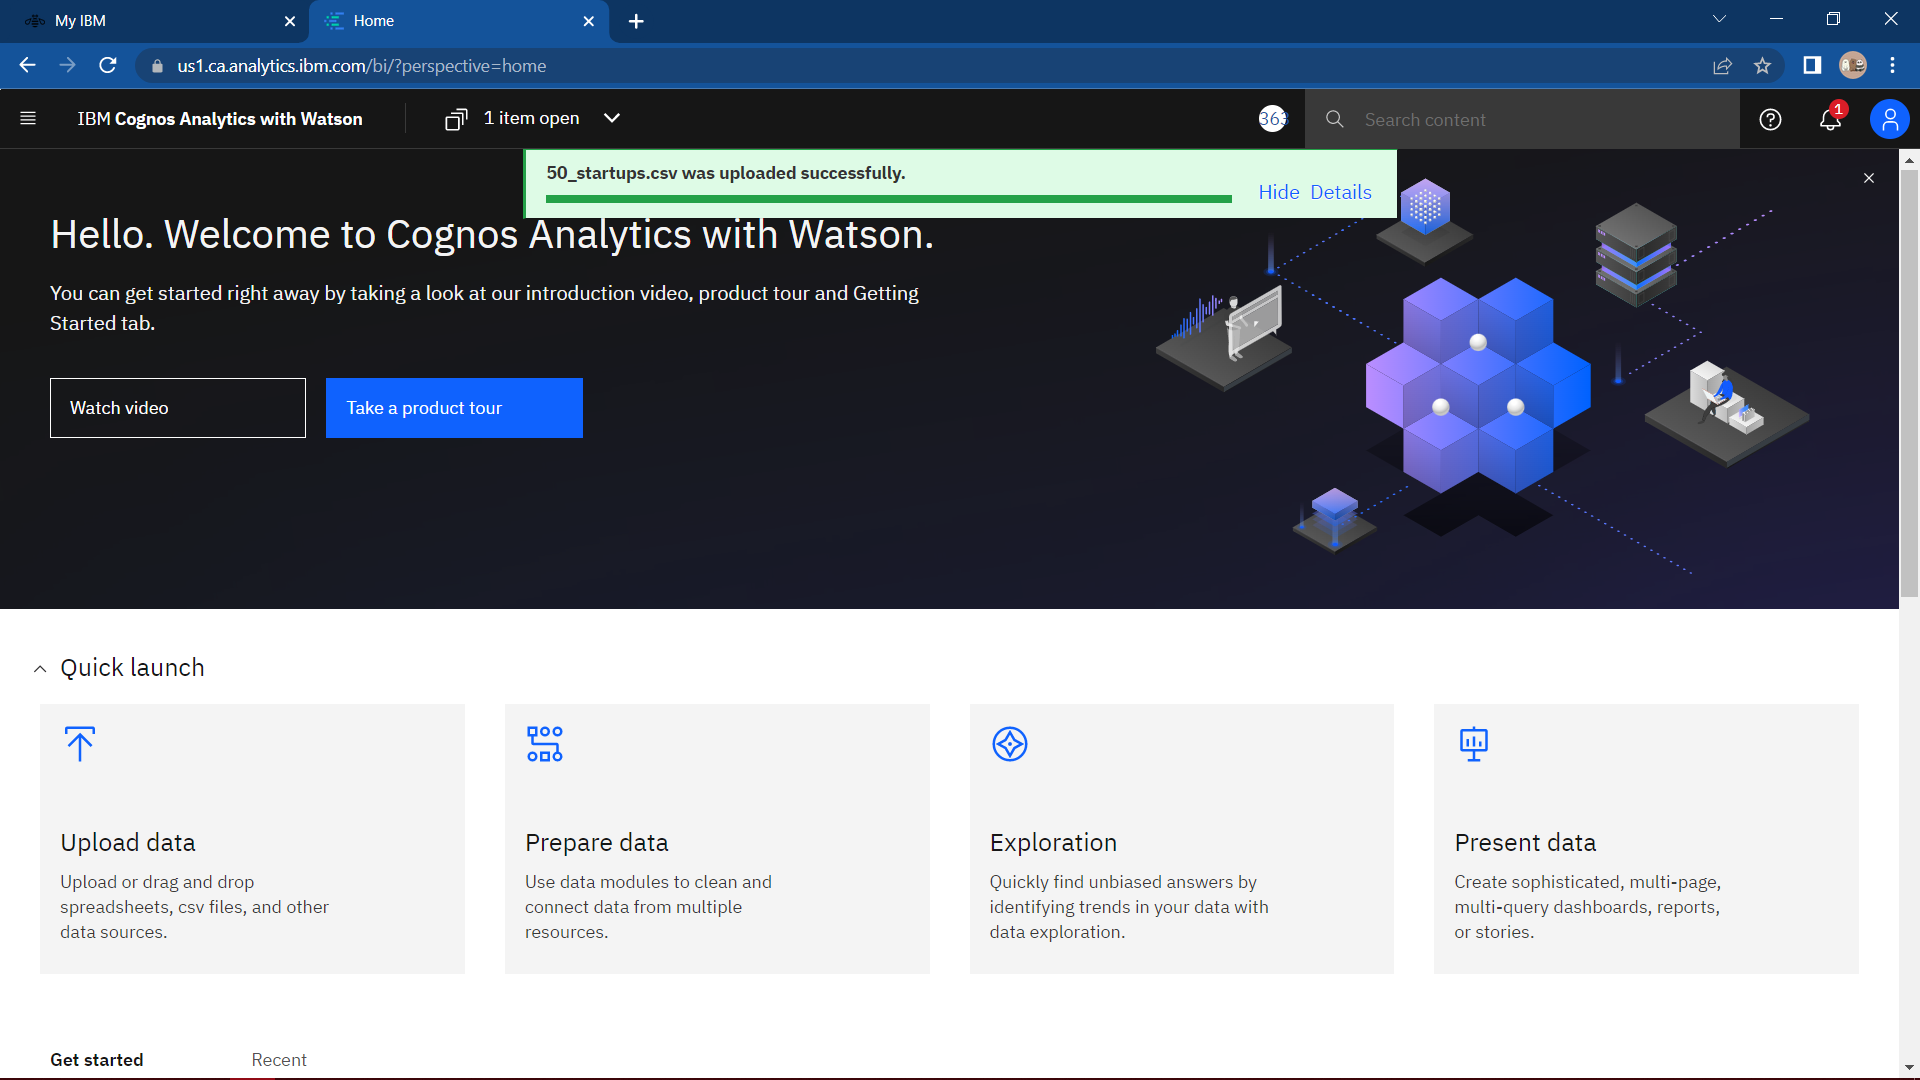 My IBM
Home
us1.ca.analytics.ibm.com/bi/?perspective=home
IBM Cognos Analytics with Watson
1 item open
363
Search content
1
50_startups.csv was uploaded successfully.
Hide Details
Hello. Welcome to Cognos Analytics with Watson.
You can get started right away by taking a look at our introduction video, product tour and Getting
Started tab.
Watch video
Take a product tour
Quick launch
Upload data
Upload or drag and drop
spreadsheets, csv files, and other
data sources.
Prepare data
Use data modules to clean and
connect data from multiple
resources.
Exploration
Quickly find unbiased answers by
identifying trends in your data with
data exploration.
Present data
Create sophisticated, multi-page,
multi-query dashboards, reports,
or stories.
Get started
Recent